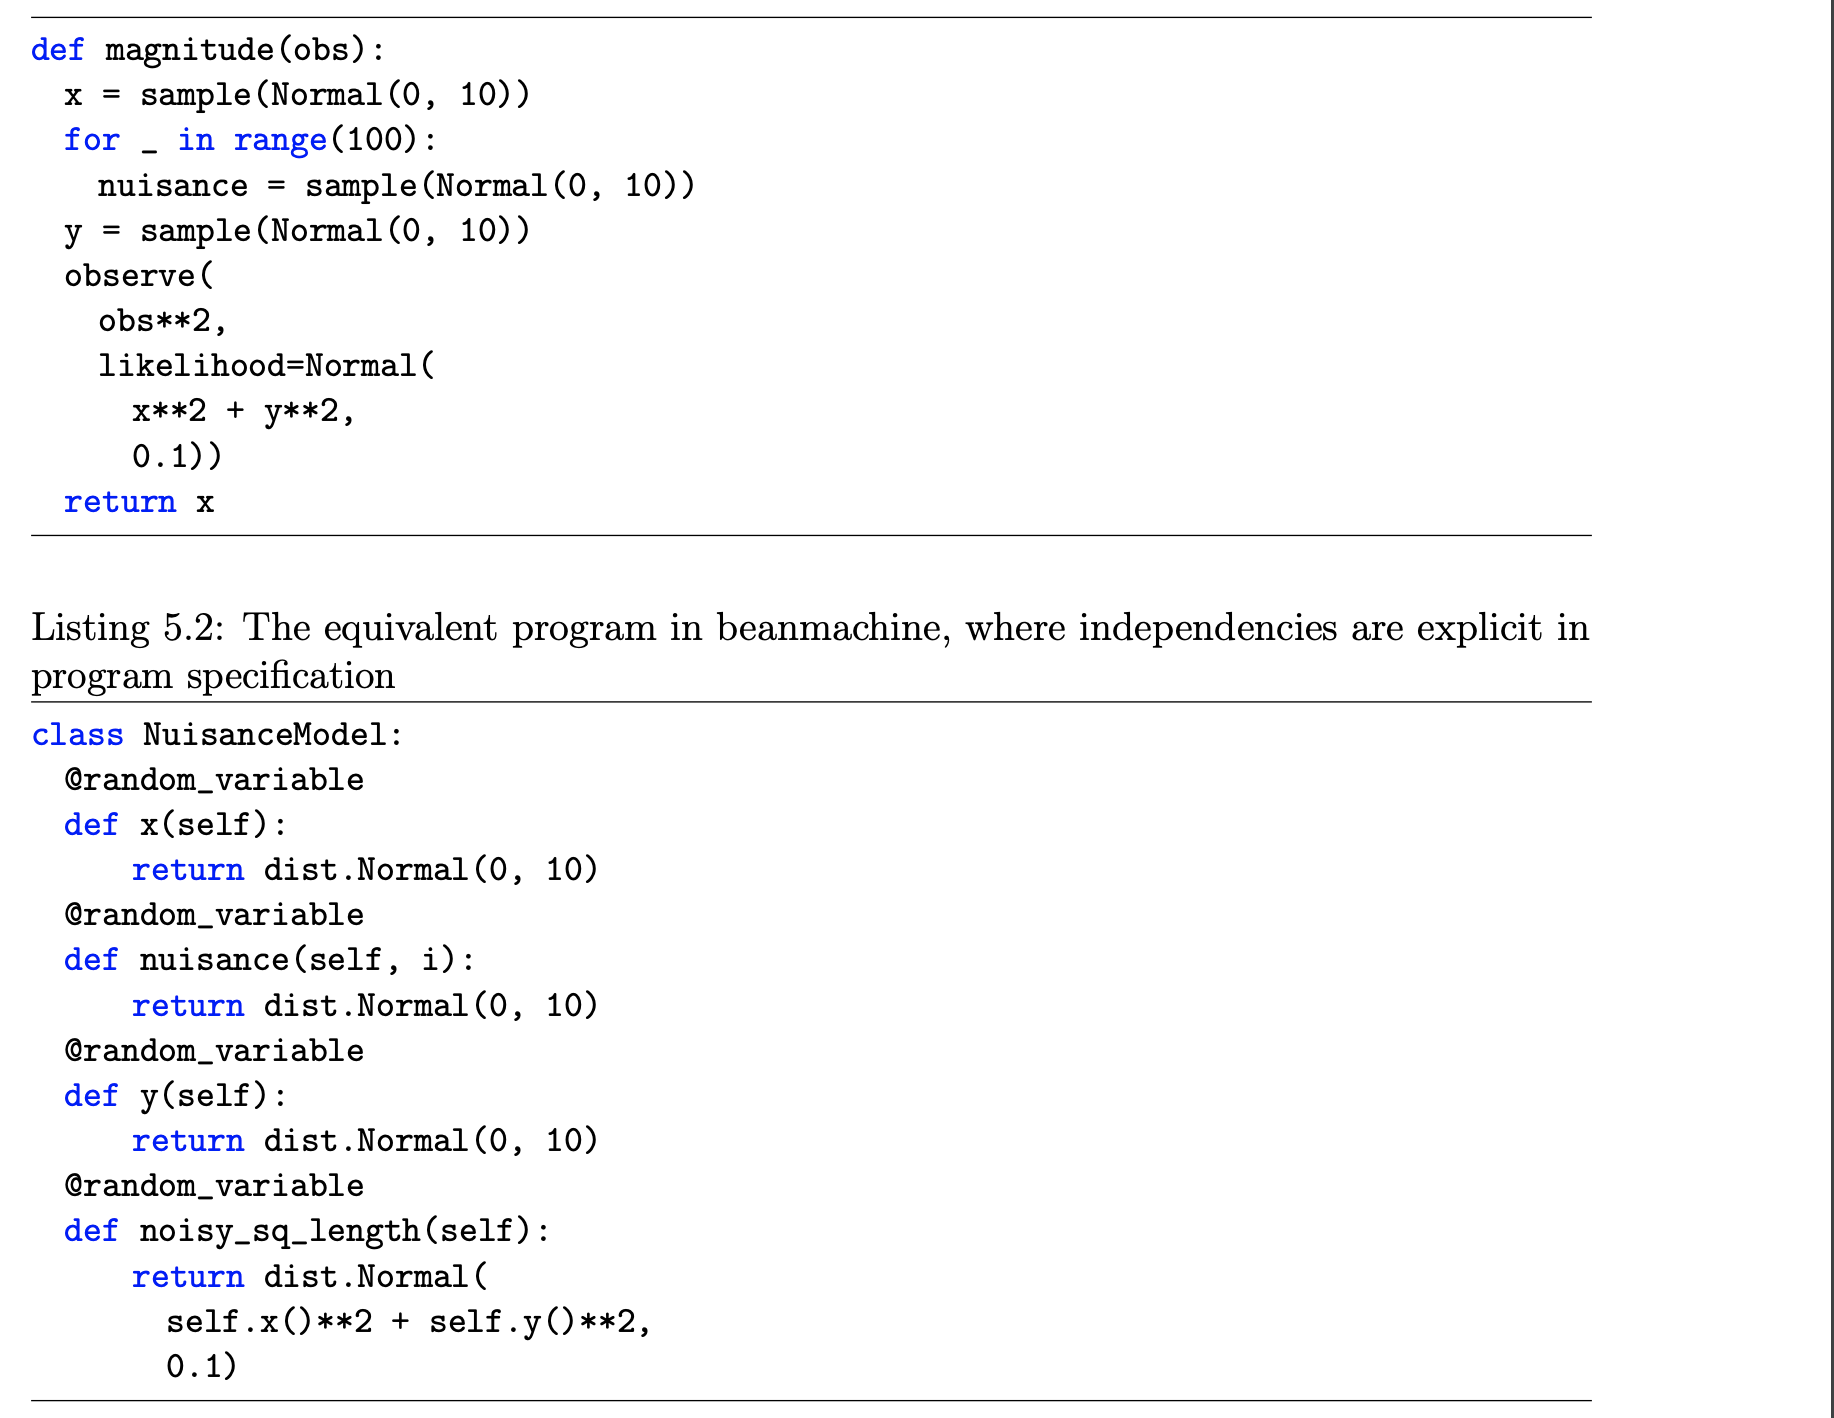 def magnitude(obs):
  x = sample(Normal(0, 10))
  for _ in range(100):
    nuisance = sample(Normal(0, 10))
  y = sample(Normal(0, 10))
  observe(
    obs**2,
    likelihood=Normal(
      x**2 + y**2,
      0.1))
  return x
Listing 5.2: The equivalent program in beanmachine, where independencies are explicit in
program specification
class NuisanceModel:
  @random_variable
  def x(self):
      return dist.Normal(0, 10)
  @random_variable
  def nuisance(self, i):
      return dist.Normal(0, 10)
  @random_variable
  def y(self):
      return dist.Normal(0, 10)
  @random_variable
  def noisy_sq_length(self):
      return dist.Normal(
        self.x()**2 + self.y()**2,
        0.1)